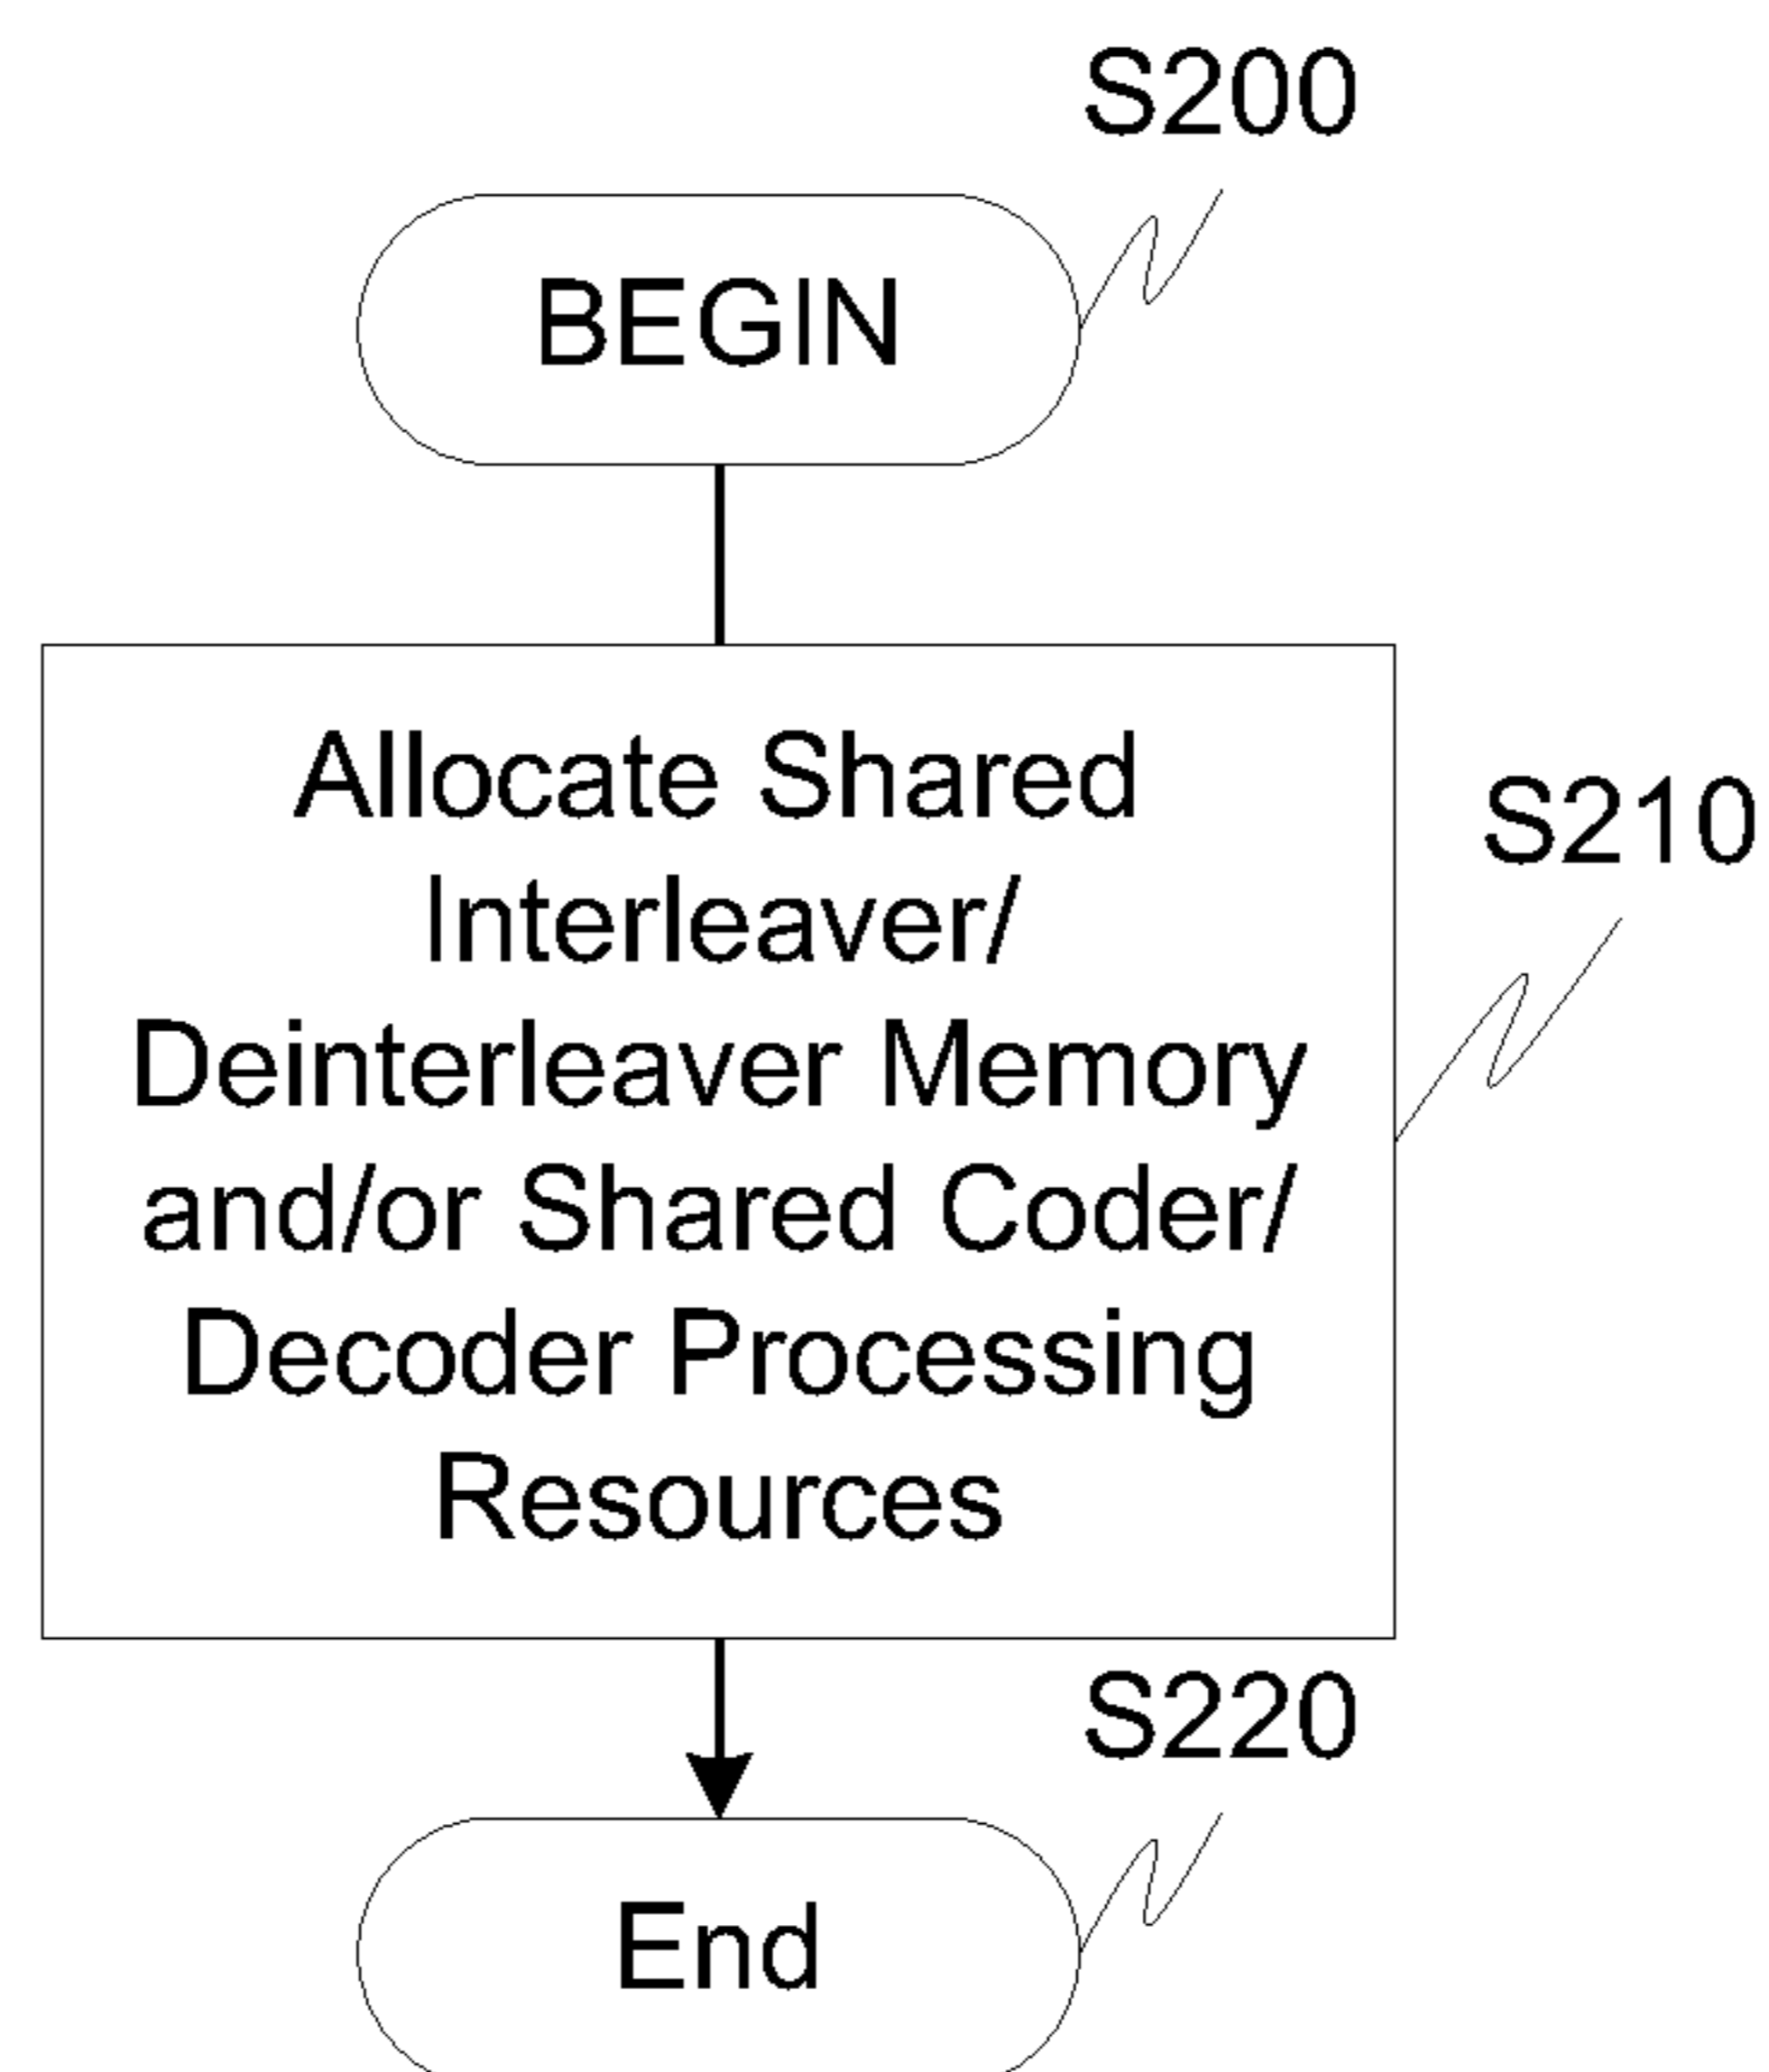 S200
BEGIN
Allocate Shared
Interleaver/
Deinterleaver Memory
and/or Shared Coder/
Decoder Processing
Resources
S210
S220
End